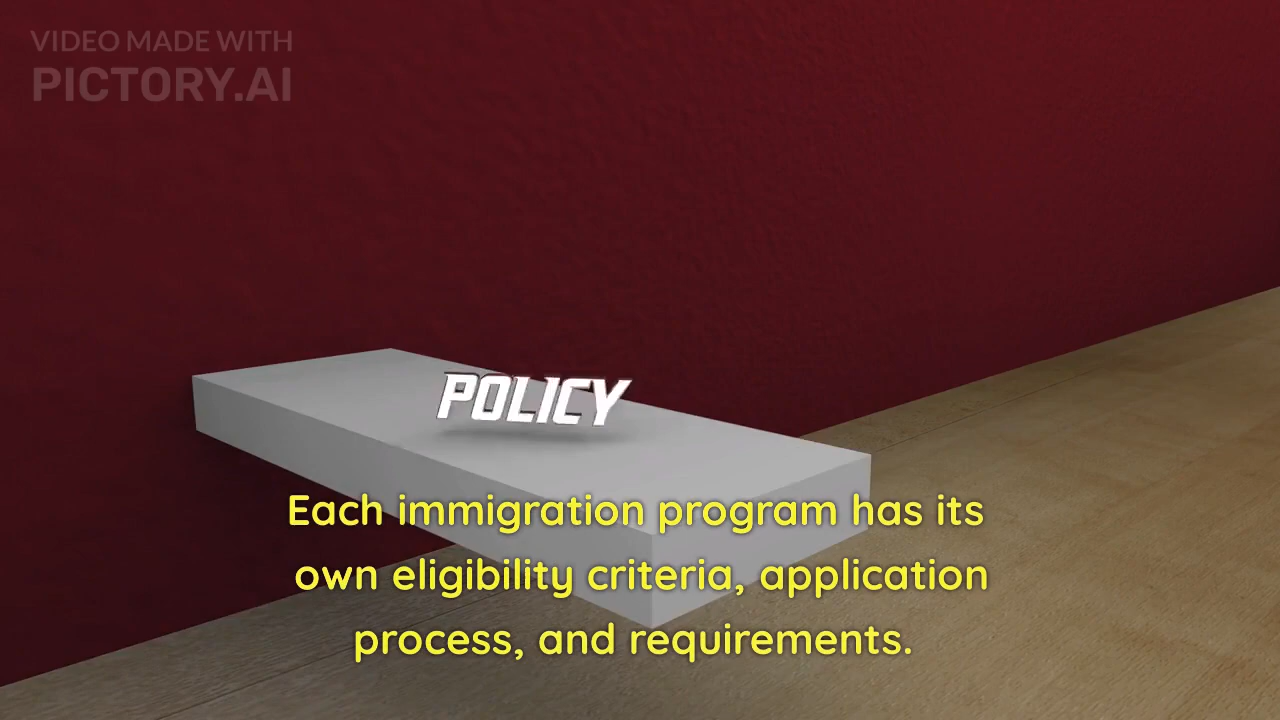 VIDEO MADE WITH
PICTORY.AI
POLICY
Each immigration program has its
own eligibility criteria, application
process, and requirements.